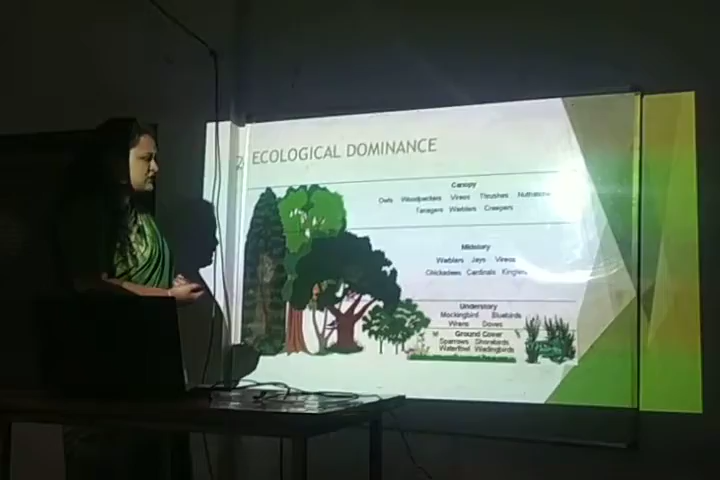 2 ECOLOGICAL DOMINANCE
Canopy
Owls Woodpeckers Vireos Thrushes Nuthatches
Tanagers Warblers Creepers
Midstory
Warblers Jays Vireos
Chickadees Cardinals Kinglets
Understory
Mockingbird Bluebirds
Wrens Doves
Ground Cover
Sparrows Shorebirds
Waterfowl Wadingbirds